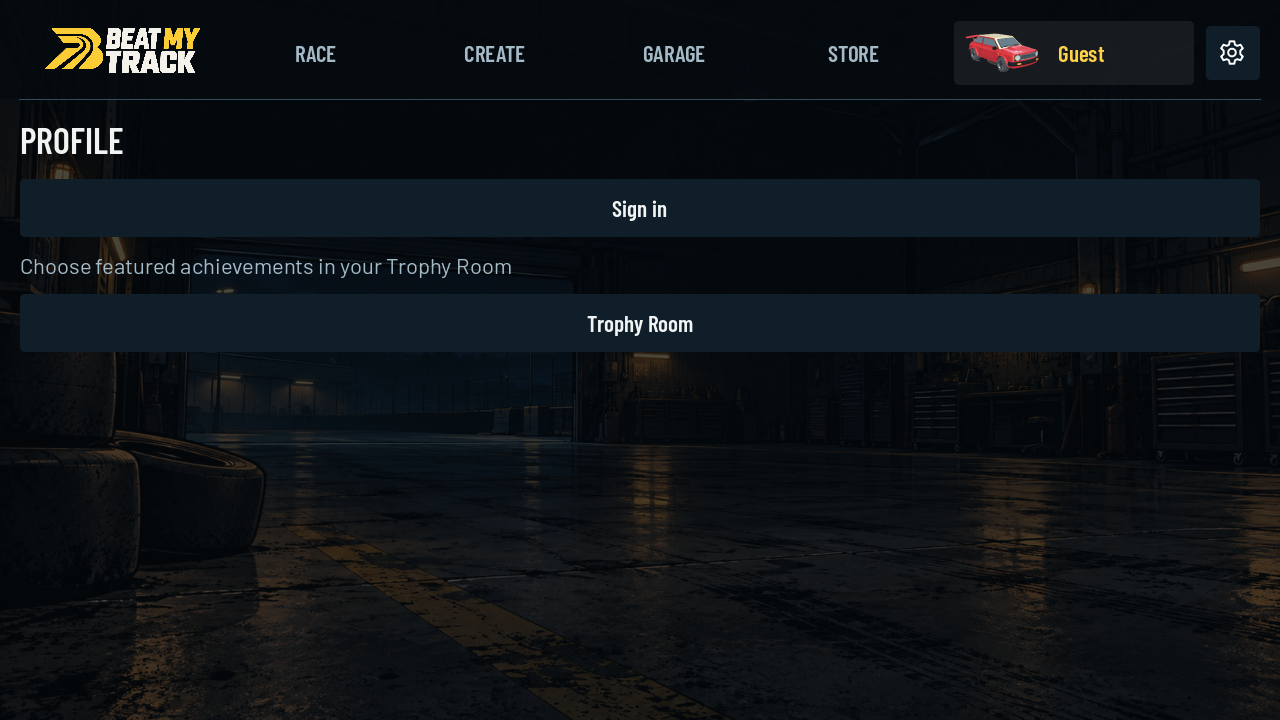 BEAT MY
TRACK
RACE
CREATE
GARAGE
STORE
Guest
PROFILE
Sign in
Choose featured achievements in your Trophy Room
Trophy Room